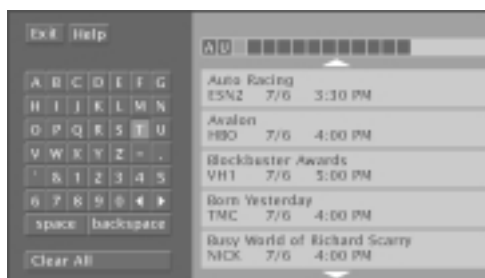 Exit Help
A B C D E F G
H I J K L M N
O P Q R S T U
V W X Y Z - .
' & 1 2 3 4 5
6 7 8 9 0
space backspace
Clear All
A U
Auto Racing
ESN2 7/6 3:30 PM
Avalon
HBO 7/6 4:00 PM
Blockbuster Awards
VH1 7/6 5:00 PM
Born Yesterday
TMC 7/6 4:00 PM
Busy World of Richard Scarry
NICK 7/6 4:00 PM